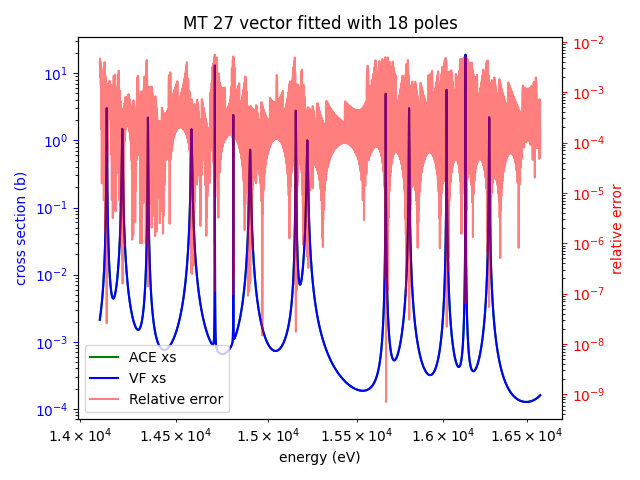 MT 27 vector fitted with 18 poles
cross section (b)
10¹
10⁰
10⁻¹
10⁻²
10⁻³
10⁻⁴
10⁻²
10⁻³
10⁻⁴
10⁻⁵
10⁻⁶
10⁻⁷
10⁻⁸
10⁻⁹
relative error
ACE xs
VF xs
Relative error
1.4 × 10⁴ 1.45 × 10⁴ 1.5 × 10⁴ 1.55 × 10⁴ 1.6 × 10⁴ 1.65 × 10⁴
energy (eV)